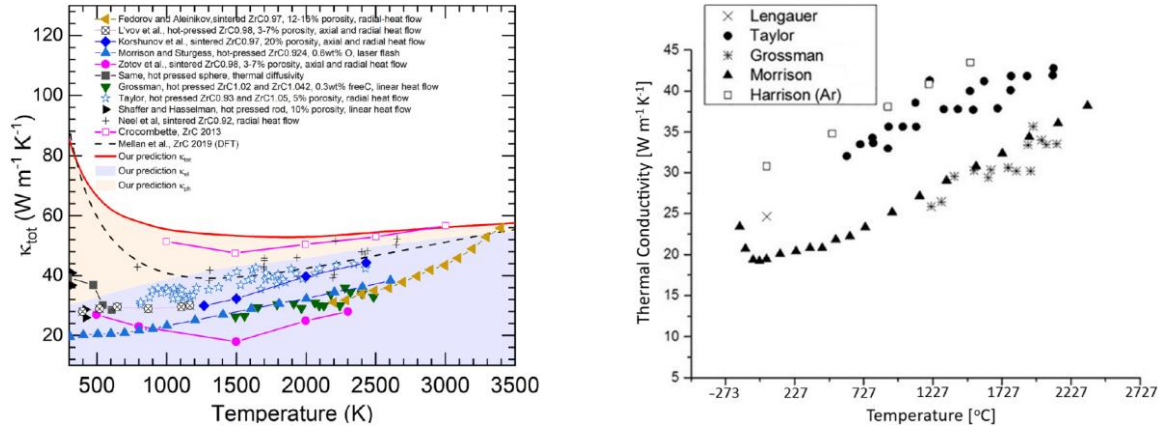 Fedorov and Aleinikov,sintered ZrC0.97, 12-16% porosity, radial heat flow
L'vov et al., hot-pressed ZrC0.98, 3-7% porosity, axial and radial heat flow
Korshunov et al., sintered ZrC0.97, 20% porosity, axial and radial heat flow
Morrison and Sturgess, hot-pressed ZrC0.924, 0.6wt% O, laser flash
Zotov et al., sintered ZrC0.98, 3-7% porosity, axial and radial heat flow
Same, hot pressed sphere, thermal diffusivity
Grossman, hot pressed ZrC1.02 and ZrC1.042, 0.3wt% freeC, linear heat flow
Taylor, hot pressed ZrC0.93 and ZrC1.05, 5% porosity, radial heat flow
Shaffer and Hasselman, hot pressed rod, 10% porosity, linear heat flow
Neel et al, sintered ZrC0.92, radial heat flow
Crocombette, ZrC 2013
Mellan et al., ZrC 2019 (DFT)
Our prediction κtot
Our prediction κel
Our prediction κph
κtot (W m⁻¹ K⁻¹)
120
100
80
60
40
20
500 1000 1500 2000 2500 3000 3500
Temperature (K)
Lengauer
Taylor
Grossman
Morrison
Harrison (Ar)
Thermal Conductivity [W m⁻¹ K⁻¹]
45
40
35
30
25
20
15
10
5
-273 227 727 1227 1727 2227 2727
Temperature [°C]